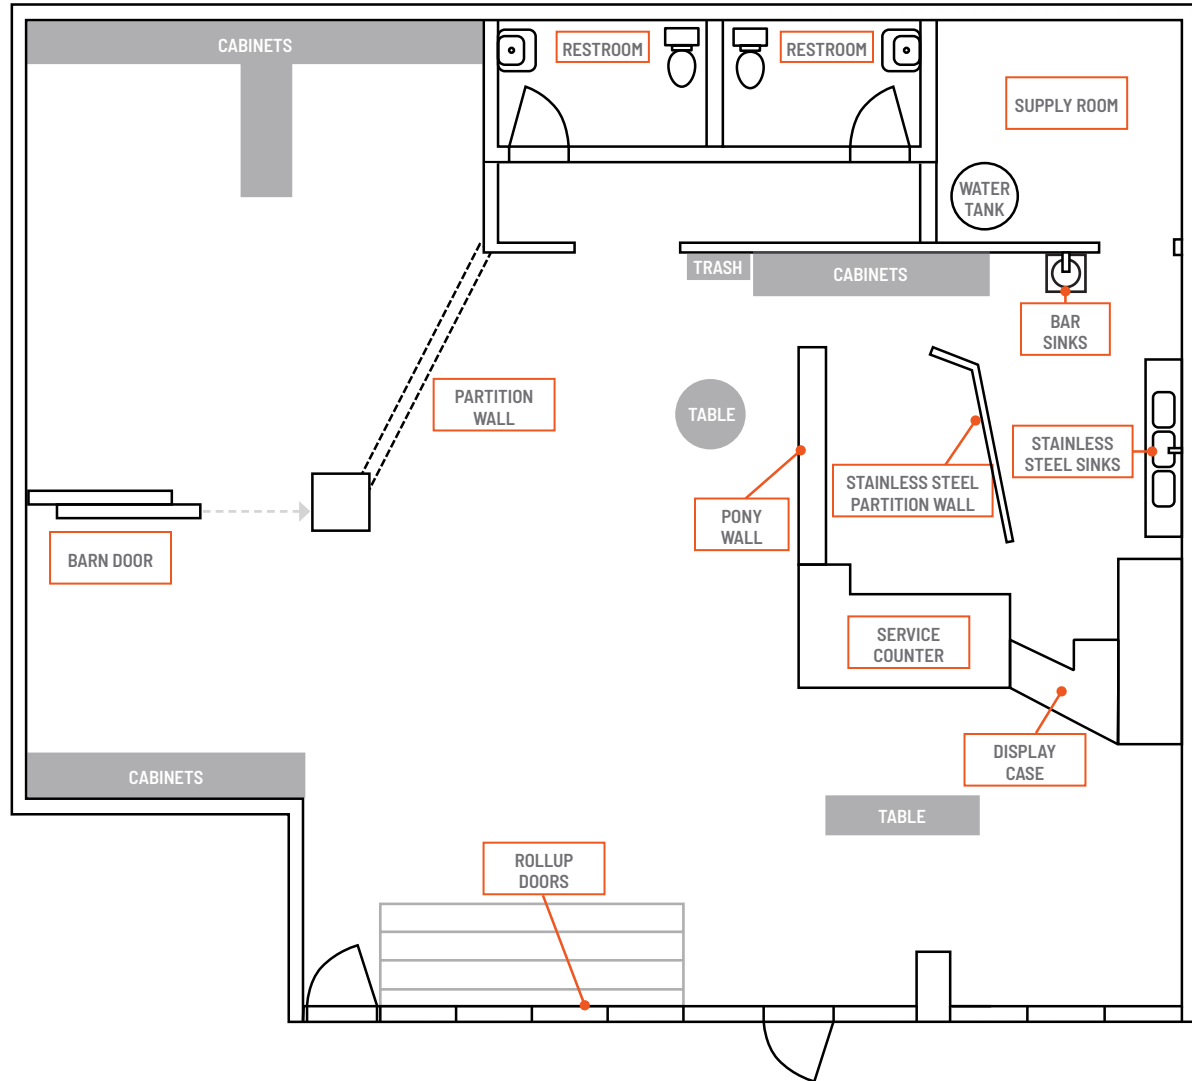 CABINETS
RESTROOM
RESTROOM
SUPPLY ROOM
WATER
TANK
TRASH
CABINETS
BAR
SINKS
PARTITION
WALL
TABLE
STAINLESS
STEEL SINKS
STAINLESS STEEL
PARTITION WALL
PONY
WALL
BARN DOOR
SERVICE
COUNTER
DISPLAY
CASE
CABINETS
TABLE
ROLLUP
DOORS